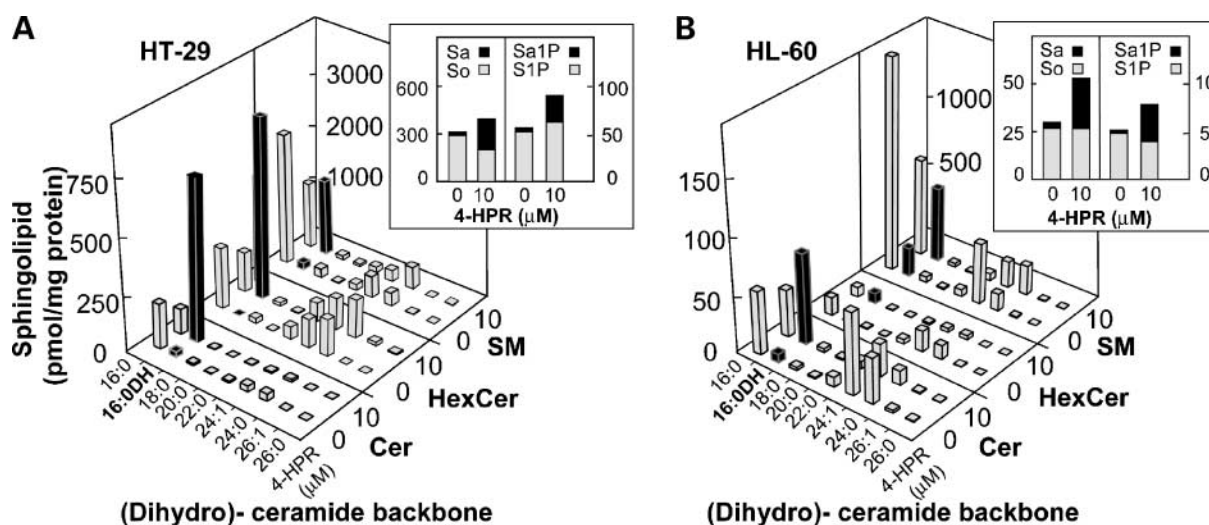 A
HT-29
Sa
So
Sa1P
S1P
600
300
0
100
50
0
0 10 0 10
4-HPR (μM)
3000
2000
1000
Sphingolipid
(pmol/mg protein)
750
500
250
0
16:0
16:0DH
18:0
20:0
22:0
24:1
24:0
26:1
26:0
4-HPR
(μM)
0
10
Cer
0
10
HexCer
0
10
SM
(Dihydro)- ceramide backbone
B
HL-60
Sa
So
Sa1P
S1P
50
25
0
5
0 10 0 10
4-HPR (μM)
1000
500
150
100
50
0
16:0
16:0DH
18:0
20:0
22:0
24:1
24:0
26:1
26:0
4-HPR
(μM)
0
10
Cer
0
10
HexCer
0
10
SM
(Dihydro)- ceramide backbone